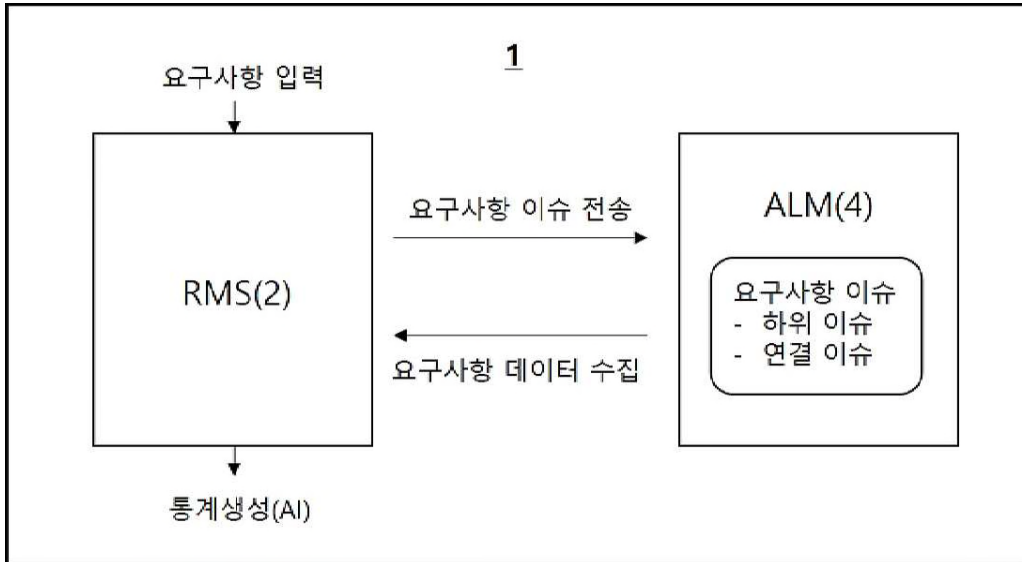 1
요구사항 입력
RMS(2)
요구사항 이슈 전송
요구사항 데이터 수집
ALM(4)
요구사항 이슈
- 하위 이슈
- 연결 이슈
통계생성(AI)